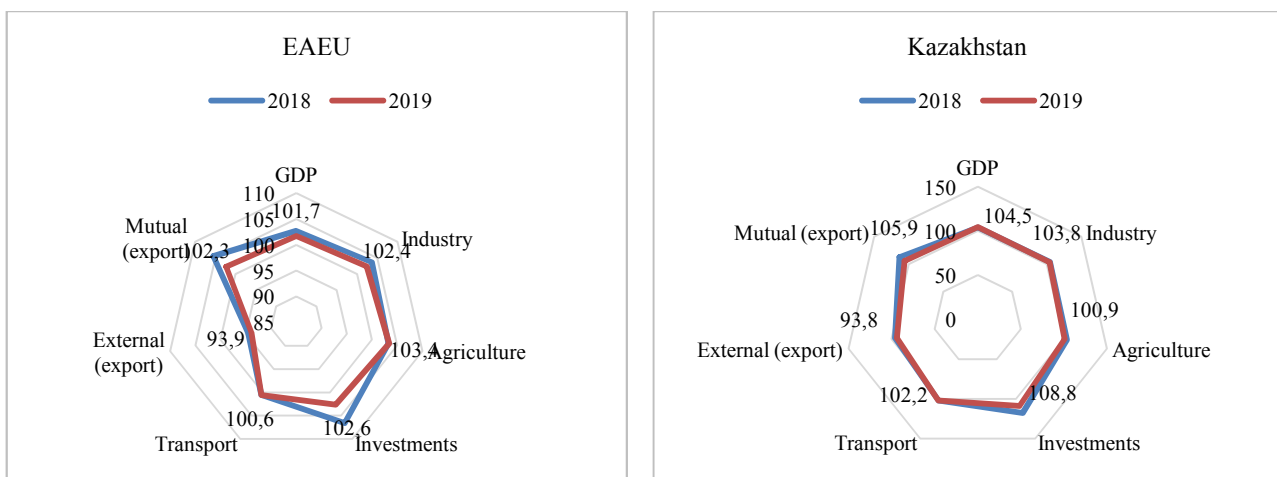 EAEU
2018 2019
GDP
110
105
100
95
90
85
101,7
Industry
102,4
Agriculture
103,4
Investments
102,6
Transport
100,6
External
(export)
93,9
Mutual
(export)
102,3
Kazakhstan
2018 2019
GDP
150
100
50
0
104,5
Industry
103,8
Agriculture
100,9
Investments
108,8
Transport
102,2
External (export)
93,8
Mutual (export)
105,9